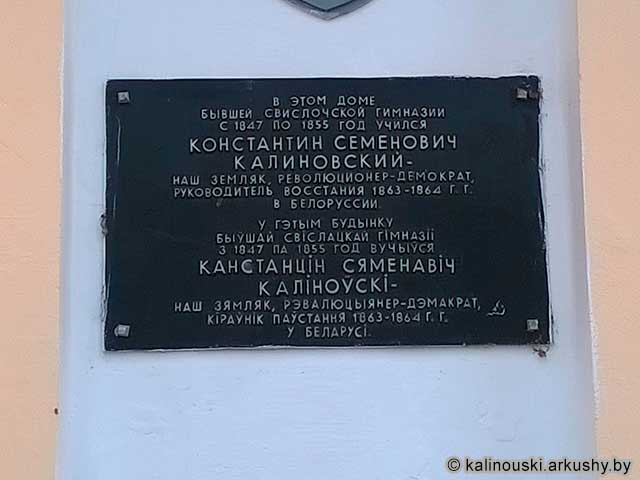 В ЭТОМ ДОМЕ
БЫВШЕЙ СВИСЛОЧСКОЙ ГИМНАЗИИ
С 1847 ПО 1855 ГОД УЧИЛСЯ
КОНСТАНТИН СЕМЕНОВИЧ
КАЛИНОВСКИЙ-
НАШ ЗЕМЛЯК, РЕВОЛЮЦИОНЕР-ДЕМОКРАТ,
РУКОВОДИТЕЛЬ ВОССТАНИЯ 1863-1864 Г. Г.
В БЕЛОРУССИИ.
У ГЭТЫМ БУДЫНКУ
БЫЎШАЙ СВІСЛАЦКАЙ ГІМНАЗІІ
З 1847 ПА 1855 ГОД ВУЧЫЎСЯ
КАНСТАНЦІН СЯМЕНАВІЧ
КАЛІНОЎСКІ-
НАШ ЗЯМЛЯК, РЭВАЛЮЦЫЯНЕР-ДЭМАКРАТ,
КІРАЎНІК ПАЎСТАННЯ 1863-1864 Г. Г.
У БЕЛАРУСІ.
© kalinouski.arkushy.by